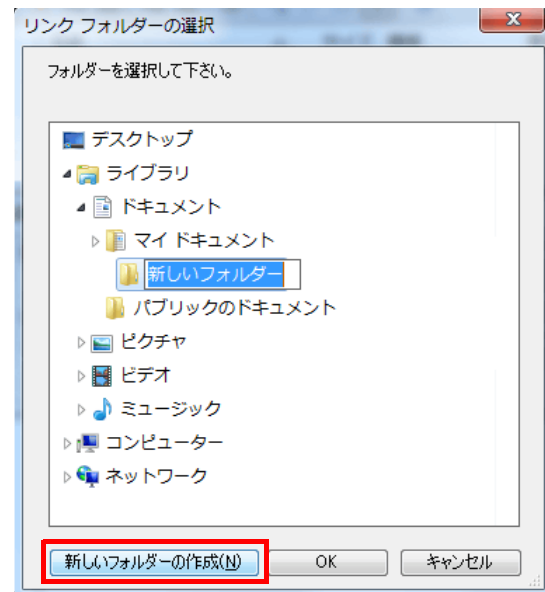 リンク フォルダーの選択
フォルダーを選択して下さい。
デスクトップ
ライブラリ
ドキュメント
マイ ドキュメント
新しいフォルダー
パブリックのドキュメント
ピクチャ
ビデオ
ミュージック
コンピューター
ネットワーク
新しいフォルダーの作成(N) OK キャンセル